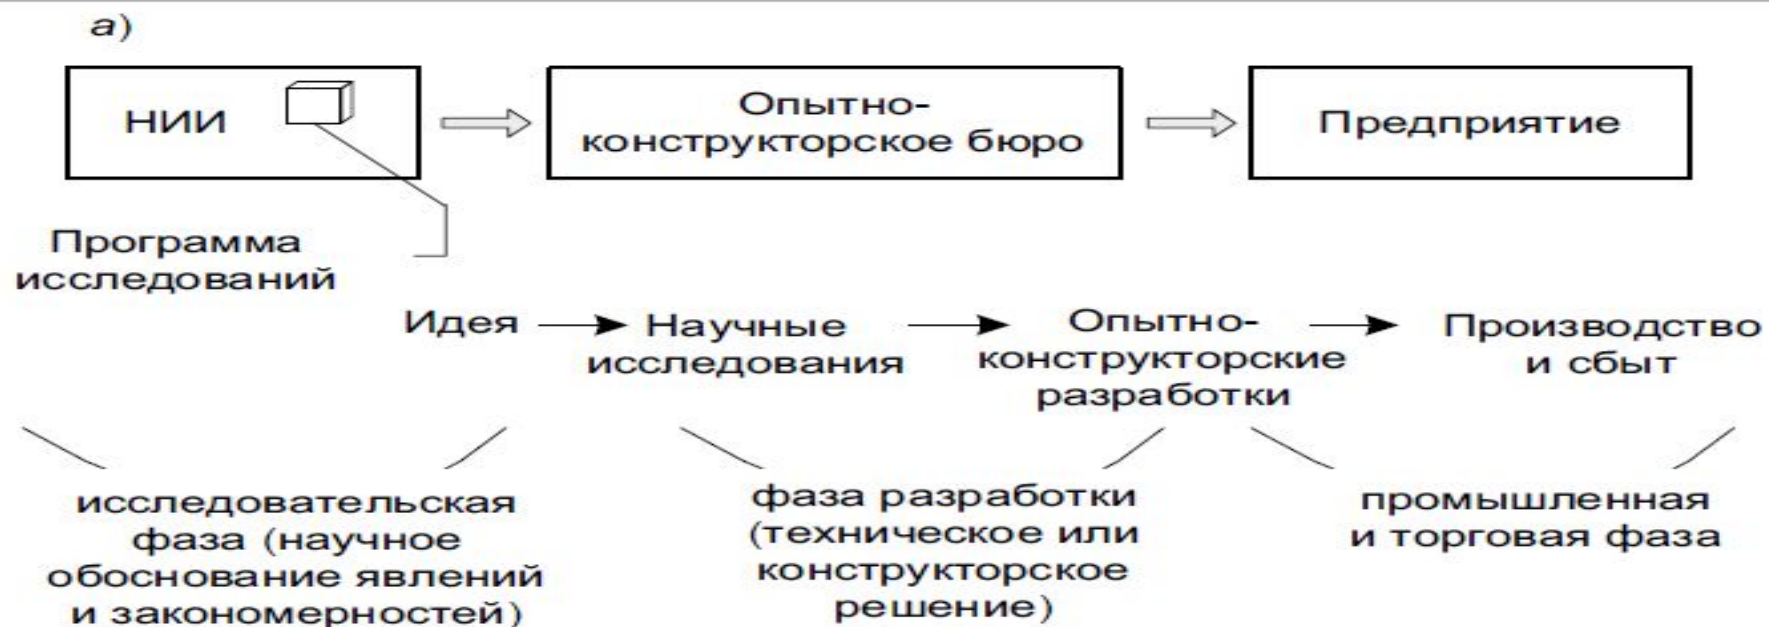 а)
НИИ
Опытно-
конструкторское бюро
Предприятие
Программа
исследований
Идея
Научные
исследования
Опытно-
конструкторские
разработки
Производство
и сбыт
исследовательская
фаза (научное
обоснование явлений
и закономерностей)
фаза разработки
(техническое или
конструкторское
решение)
промышленная
и торговая фаза